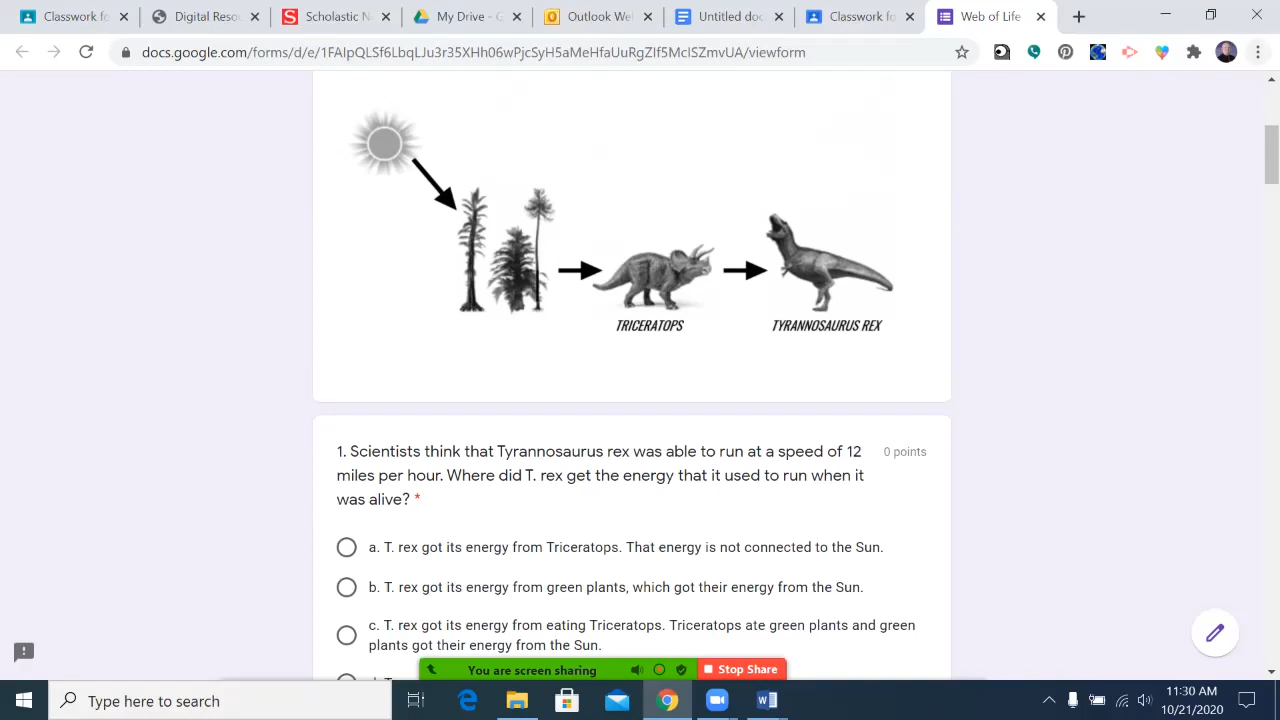 Classwork fo
Digital Reso
Scholastic N
My Drive - G
Outlook We
Untitled doc
Classwork fo
Web of Life
docs.google.com/forms/d/e/1FAIpQLSf6LbqLJu3r35XHh06wPjcSyH5aMeHfaUuRgZIf5McISZmvUA/viewform
TRICERATOPS
TYRANNOSAURUS REX
1. Scientists think that Tyrannosaurus rex was able to run at a speed of 12
0 points
miles per hour. Where did T. rex get the energy that it used to run when it
was alive? *
a. T. rex got its energy from Triceratops. That energy is not connected to the Sun.
b. T. rex got its energy from green plants, which got their energy from the Sun.
c. T. rex got its energy from eating Triceratops. Triceratops ate green plants and green
plants got their energy from the Sun.
You are screen sharing
Stop Share
Type here to search
11:30 AM
10/21/2020